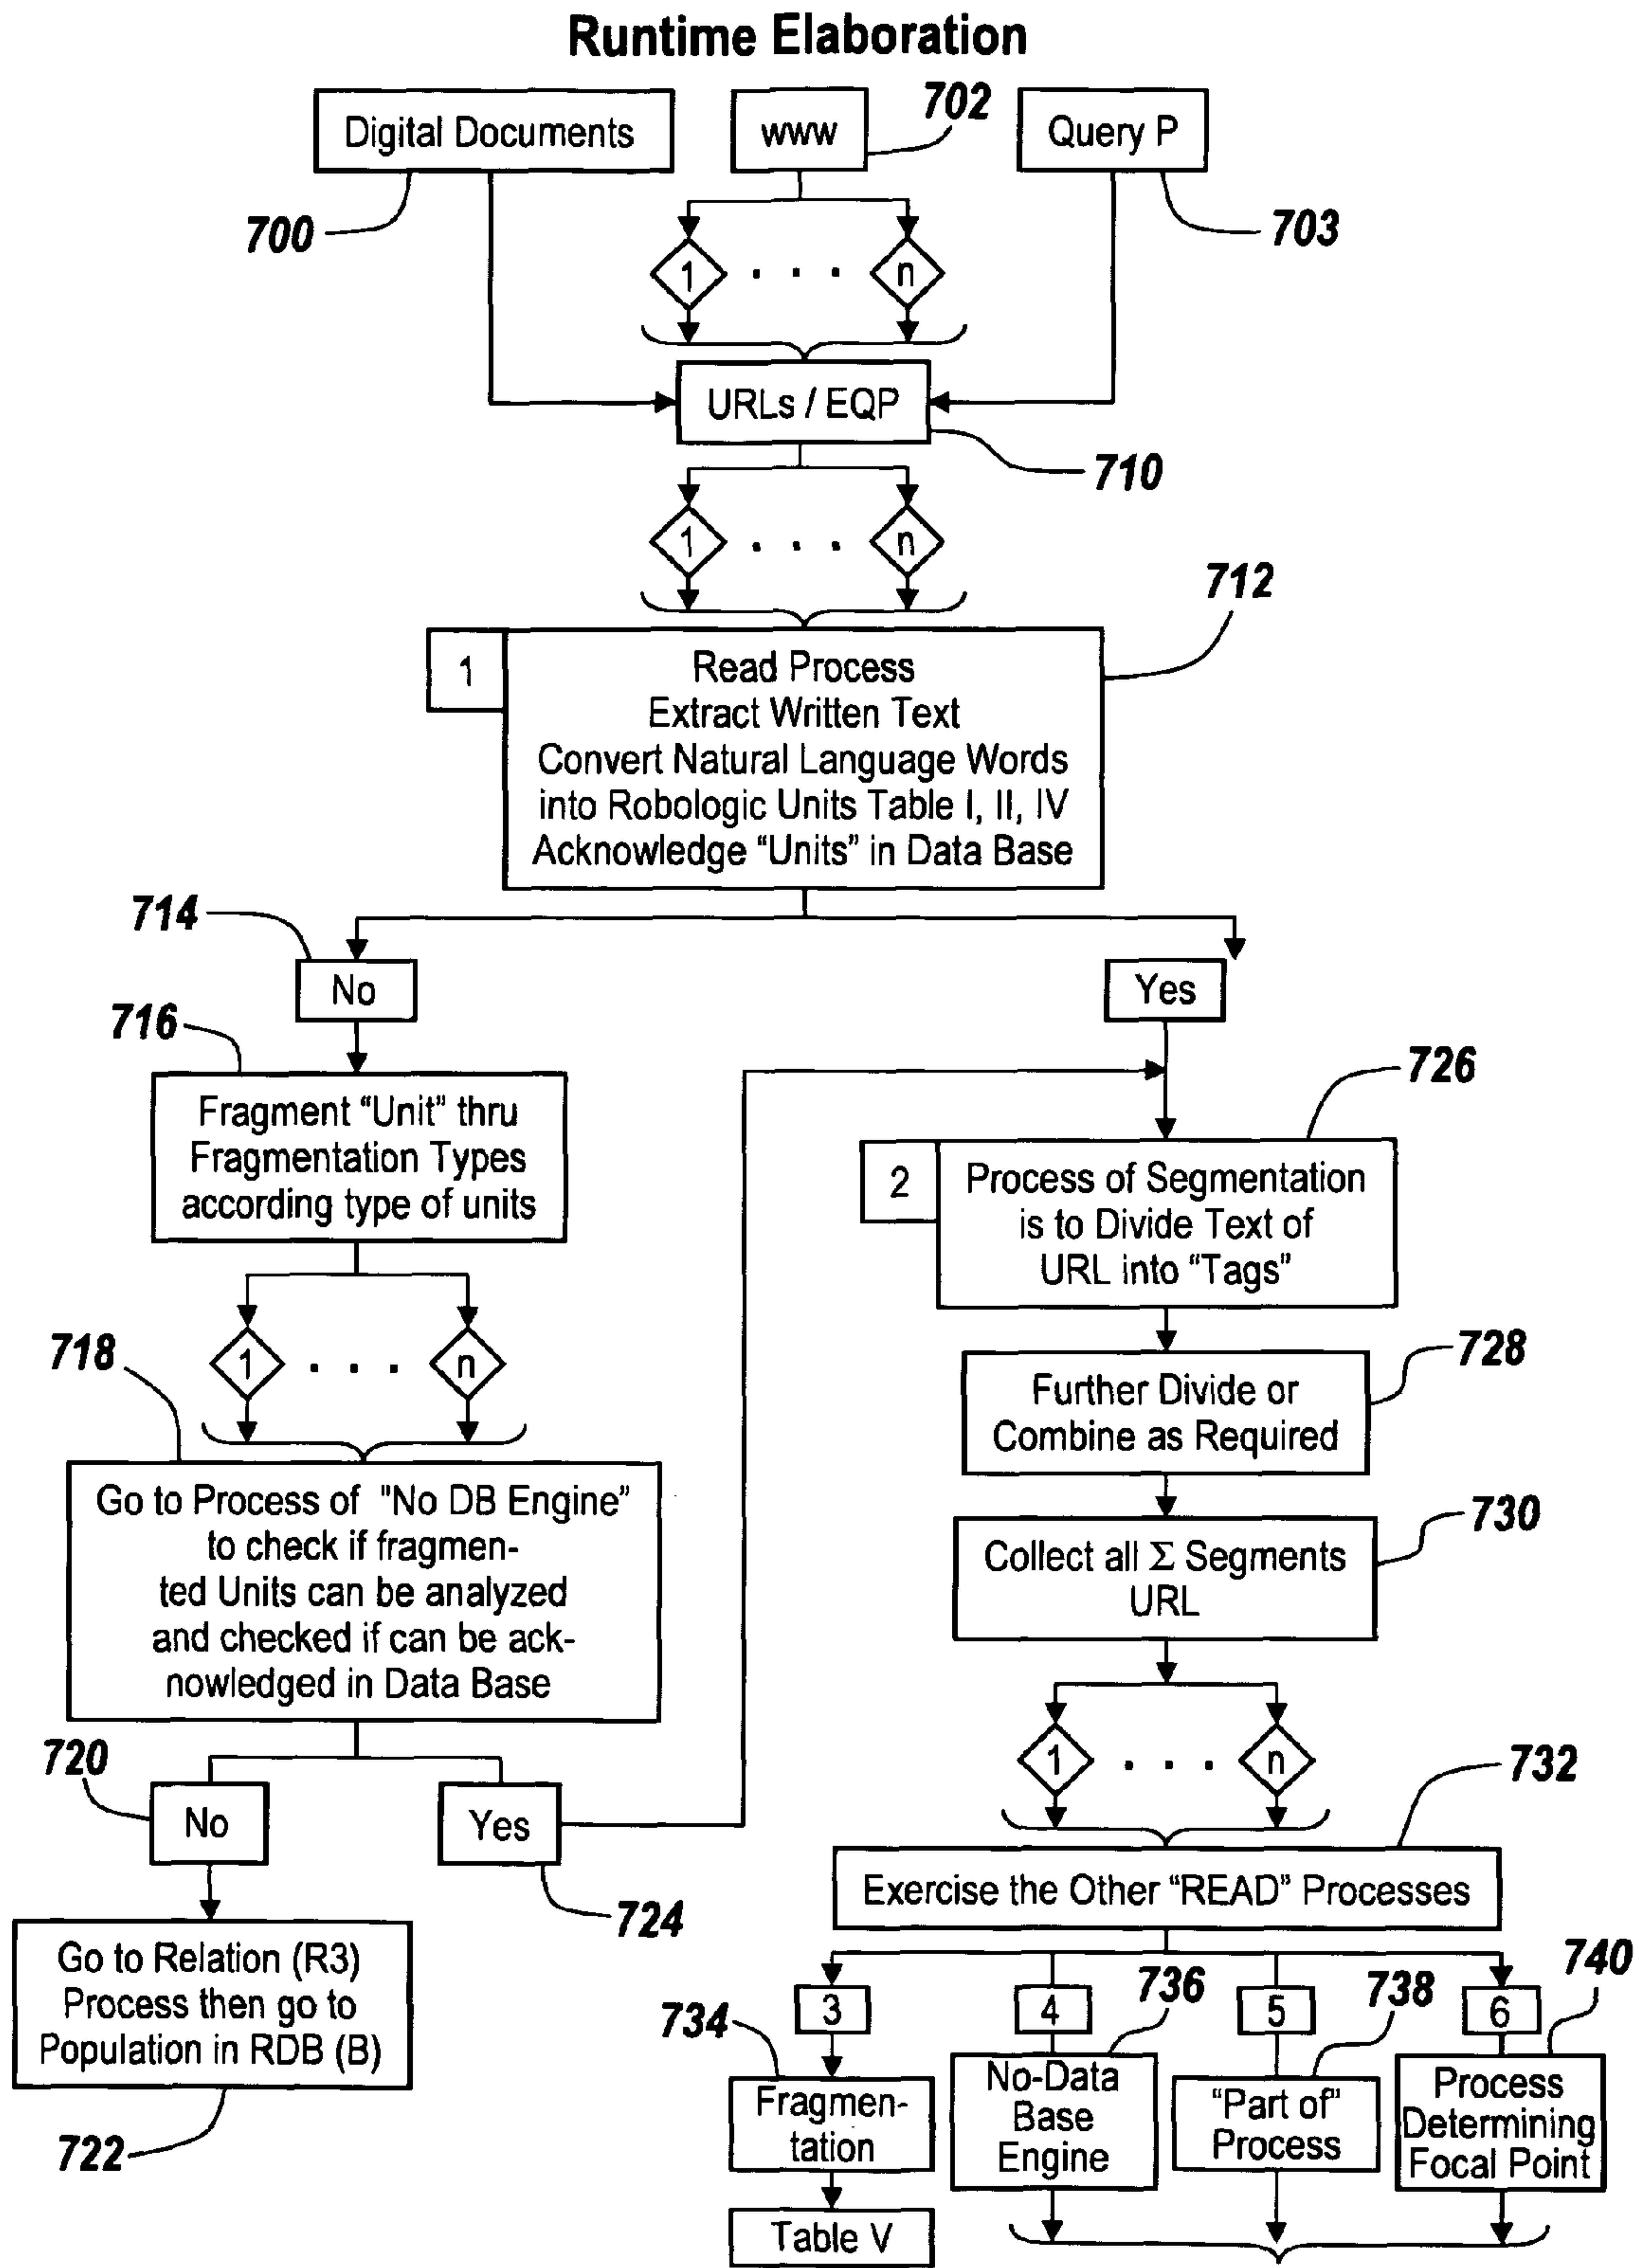 Runtime Elaboration
Digital Documents
www
702
Query P
700
703
1 . . . n
URLs / EQP
710
1 . . . n
712
1
Read Process
Extract Written Text
Convert Natural Language Words
into Robologic Units Table I, II, IV
Acknowledge “Units” in Data Base
714
No
Yes
716
Fragment “Unit” thru
Fragmentation Types
according type of units
726
2
Process of Segmentation
is to Divide Text of
URL into “Tags”
718
1 . . . n
728
Further Divide or
Combine as Required
Go to Process of "No DB Engine”
to check if fragmen-
ted Units can be analyzed
and checked if can be ack-
nowledged in Data Base
730
Collect all Σ Segments
URL
720
No
Yes
724
1 . . . n
732
Exercise the Other “READ” Processes
Go to Relation (R3)
Process then go to
Population in RDB (B)
722
3
4
736
5
738
6
740
734
Fragmen-
tation
Table V
No-Data
Base
Engine
“Part of”
Process
Process
Determining
Focal Point